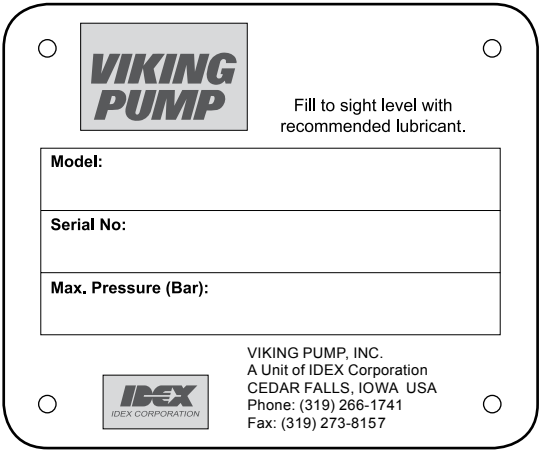 VIKING
PUMP
Fill to sight level with
recommended lubricant.
Model:
Serial No:
Max. Pressure (Bar):
IDEX
IDEX CORPORATION
VIKING PUMP, INC.
A Unit of IDEX Corporation
CEDAR FALLS, IOWA USA
Phone: (319) 266-1741
Fax: (319) 273-8157